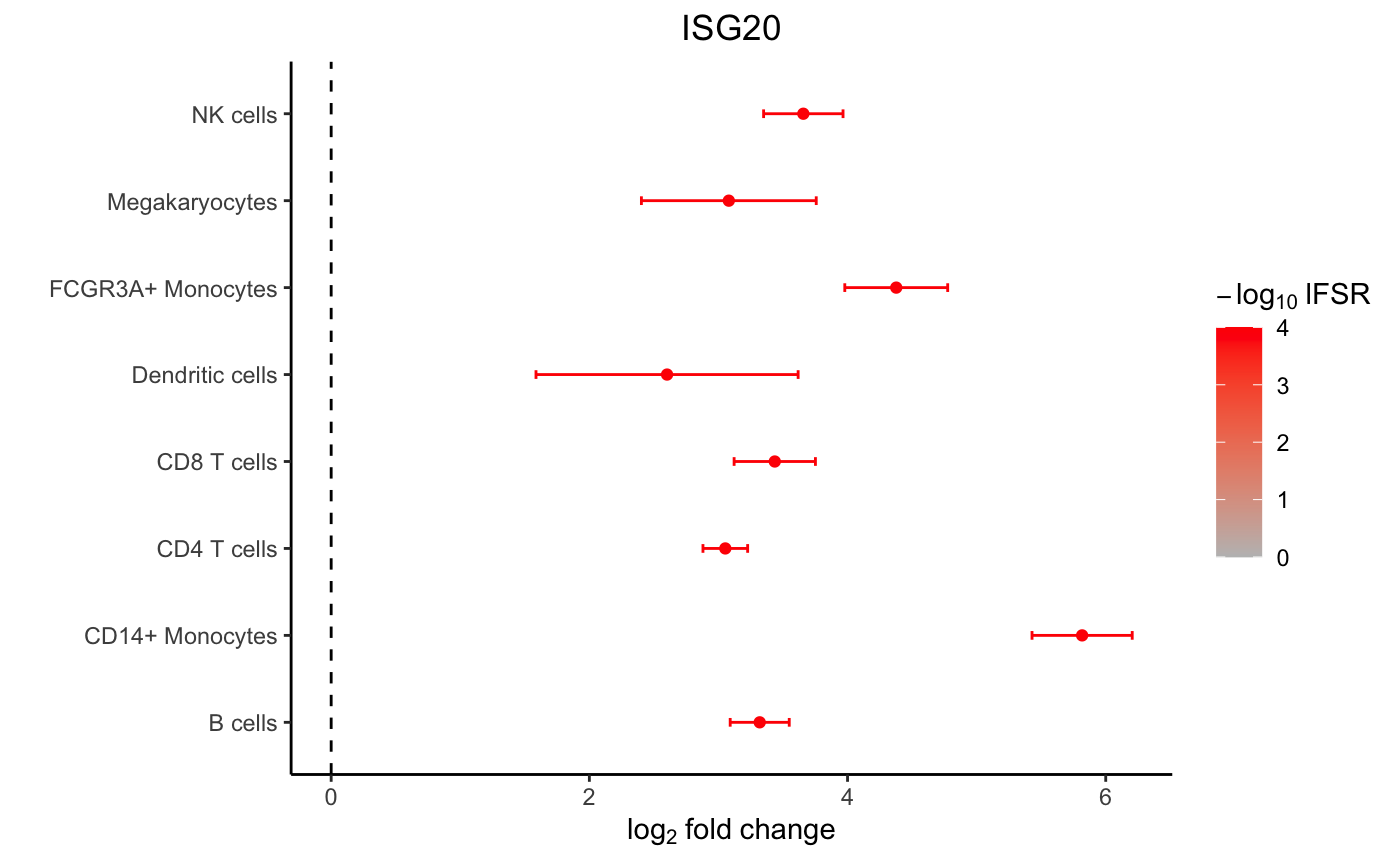 ISG20
NK cells
Megakaryocytes
FCGR3A+ Monocytes
Dendritic cells
CD8 T cells
CD4 T cells
CD14+ Monocytes
B cells
0 2 4 6
log₂ fold change
−log₁₀ lFSR
4
3
2
1
0